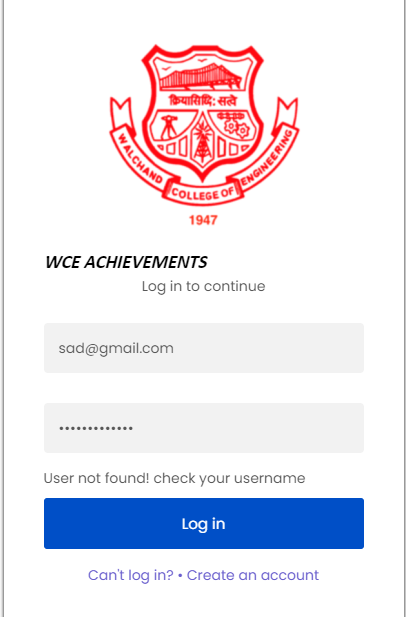 क्रियासिध्दि: सत्वे
WALCHAND COLLEGE OF ENGINEERING
1947
WCE ACHIEVEMENTS
Log in to continue
sad@gmail.com
•••••••••••••
User not found! check your username
Log in
Can't log in? • Create an account